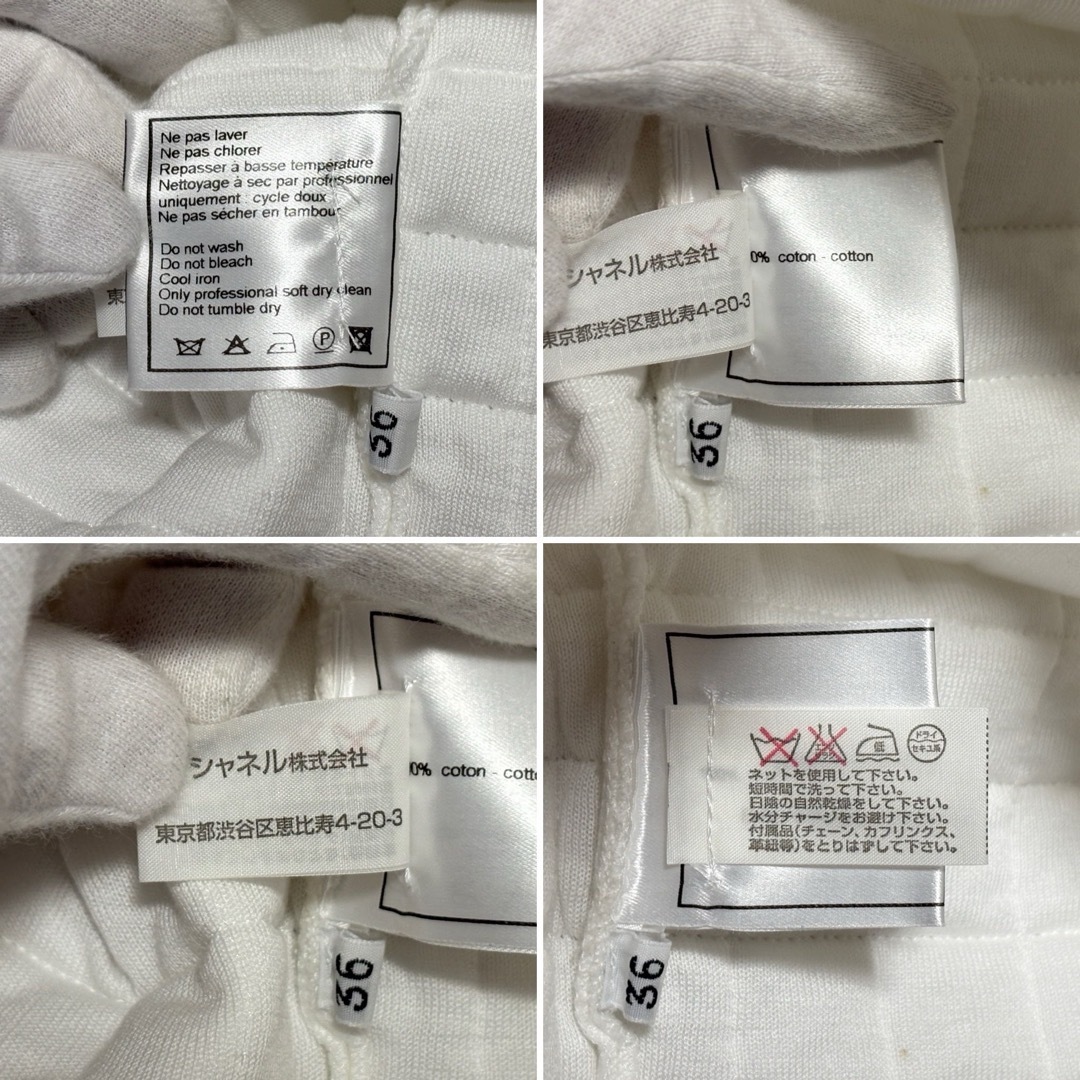 Ne pas laver
Ne pas chlorer
Repasser à basse température
Nettoyage à sec par professionnel
uniquement : cycle doux
Ne pas sécher en tambour
Do not wash
Do not bleach
Cool iron
Only professional soft dry clean
Do not tumble dry
P
東
36
シャネル株式会社
東京都渋谷区恵比寿4-20-3
0% coton - cotton
36
シャネル株式会社
東京都渋谷区恵比寿4-20-3
0% coton - cott
36
低
ドライ
セキユ系
ネットを使用して下さい。
短時間で洗って下さい。
日陰の自然乾燥をして下さい。
水分チャージをお避け下さい。
付属品(チェーン、カフリンクス、
革紐等)をとりはずして下さい。
36